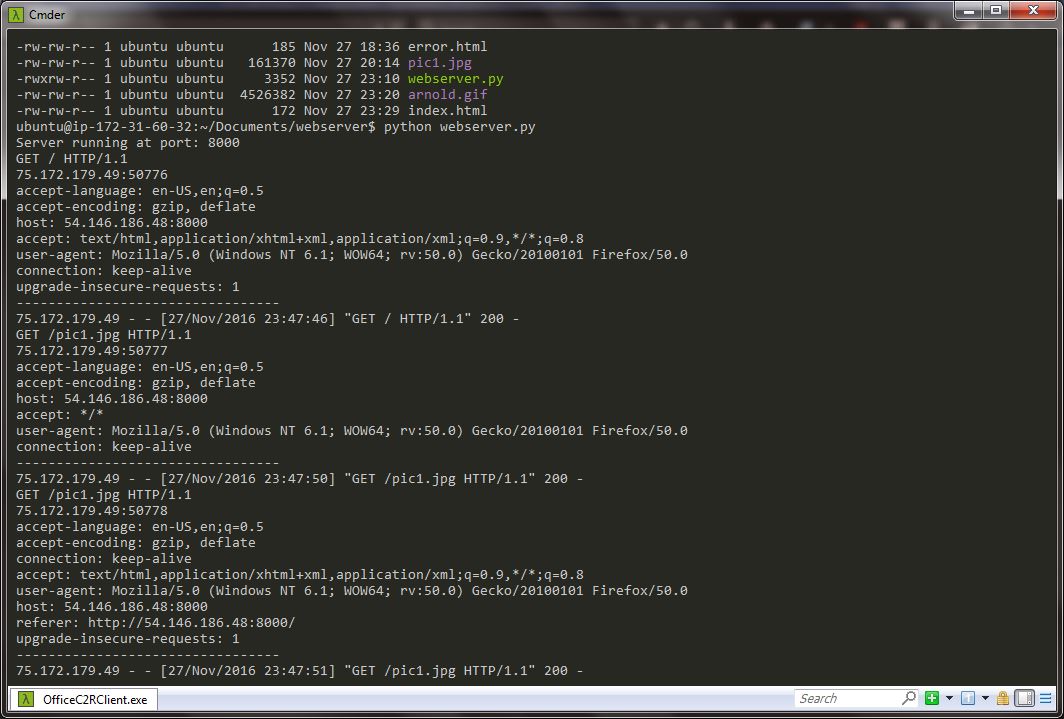 Cmder
-rw-rw-r-- 1 ubuntu ubuntu      185 Nov 27 18:36 error.html
-rw-rw-r-- 1 ubuntu ubuntu   161370 Nov 27 20:14 pic1.jpg
-rwxrw-r-- 1 ubuntu ubuntu     3352 Nov 27 23:10 webserver.py
-rw-rw-r-- 1 ubuntu ubuntu  4526382 Nov 27 23:20 arnold.gif
-rw-rw-r-- 1 ubuntu ubuntu      172 Nov 27 23:29 index.html
ubuntu@ip-172-31-60-32:~/Documents/webserver$ python webserver.py
Server running at port: 8000
GET / HTTP/1.1
75.172.179.49:50776
accept-language: en-US,en;q=0.5
accept-encoding: gzip, deflate
host: 54.146.186.48:8000
accept: text/html,application/xhtml+xml,application/xml;q=0.9,*/*;q=0.8
user-agent: Mozilla/5.0 (Windows NT 6.1; WOW64; rv:50.0) Gecko/20100101 Firefox/50.0
connection: keep-alive
upgrade-insecure-requests: 1
---------------------------------
75.172.179.49 - - [27/Nov/2016 23:47:46] "GET / HTTP/1.1" 200 -
GET /pic1.jpg HTTP/1.1
75.172.179.49:50777
accept-language: en-US,en;q=0.5
accept-encoding: gzip, deflate
host: 54.146.186.48:8000
accept: */*
user-agent: Mozilla/5.0 (Windows NT 6.1; WOW64; rv:50.0) Gecko/20100101 Firefox/50.0
connection: keep-alive
---------------------------------
75.172.179.49 - - [27/Nov/2016 23:47:50] "GET /pic1.jpg HTTP/1.1" 200 -
GET /pic1.jpg HTTP/1.1
75.172.179.49:50778
accept-language: en-US,en;q=0.5
accept-encoding: gzip, deflate
connection: keep-alive
accept: text/html,application/xhtml+xml,application/xml;q=0.9,*/*;q=0.8
user-agent: Mozilla/5.0 (Windows NT 6.1; WOW64; rv:50.0) Gecko/20100101 Firefox/50.0
host: 54.146.186.48:8000
referer: http://54.146.186.48:8000/
upgrade-insecure-requests: 1
---------------------------------
75.172.179.49 - - [27/Nov/2016 23:47:51] "GET /pic1.jpg HTTP/1.1" 200 -
OfficeC2RClient.exe
Search